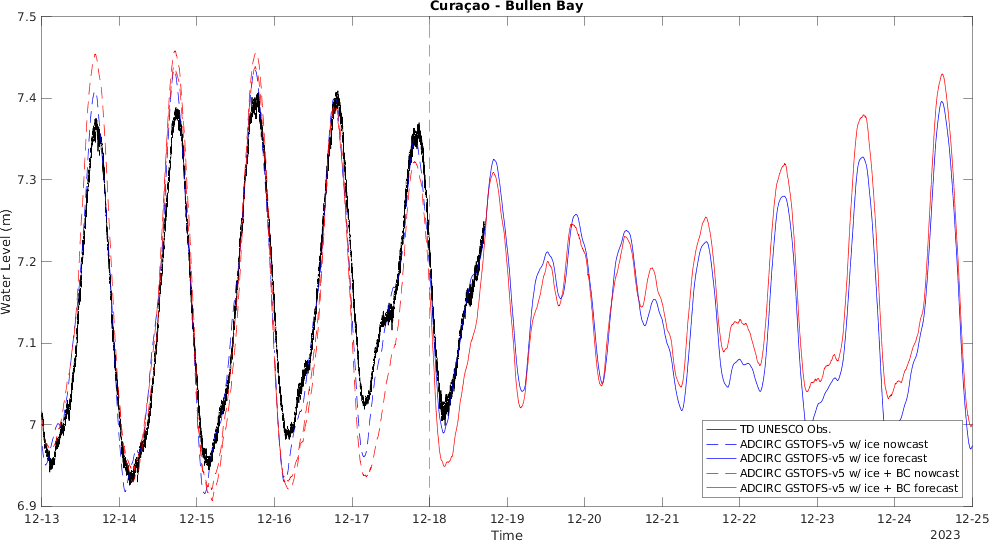 Curaçao - Bullen Bay
7.5
7.4
7.3
7.2
7.1
7
6.9
Water Level (m)
12-13 12-14 12-15 12-16 12-17 12-18 12-19 12-20 12-21 12-22 12-23 12-24 12-25
Time
2023
TD UNESCO Obs.
ADCIRC GSTOFS-v5 w/ ice nowcast
ADCIRC GSTOFS-v5 w/ ice forecast
ADCIRC GSTOFS-v5 w/ ice + BC nowcast
ADCIRC GSTOFS-v5 w/ ice + BC forecast